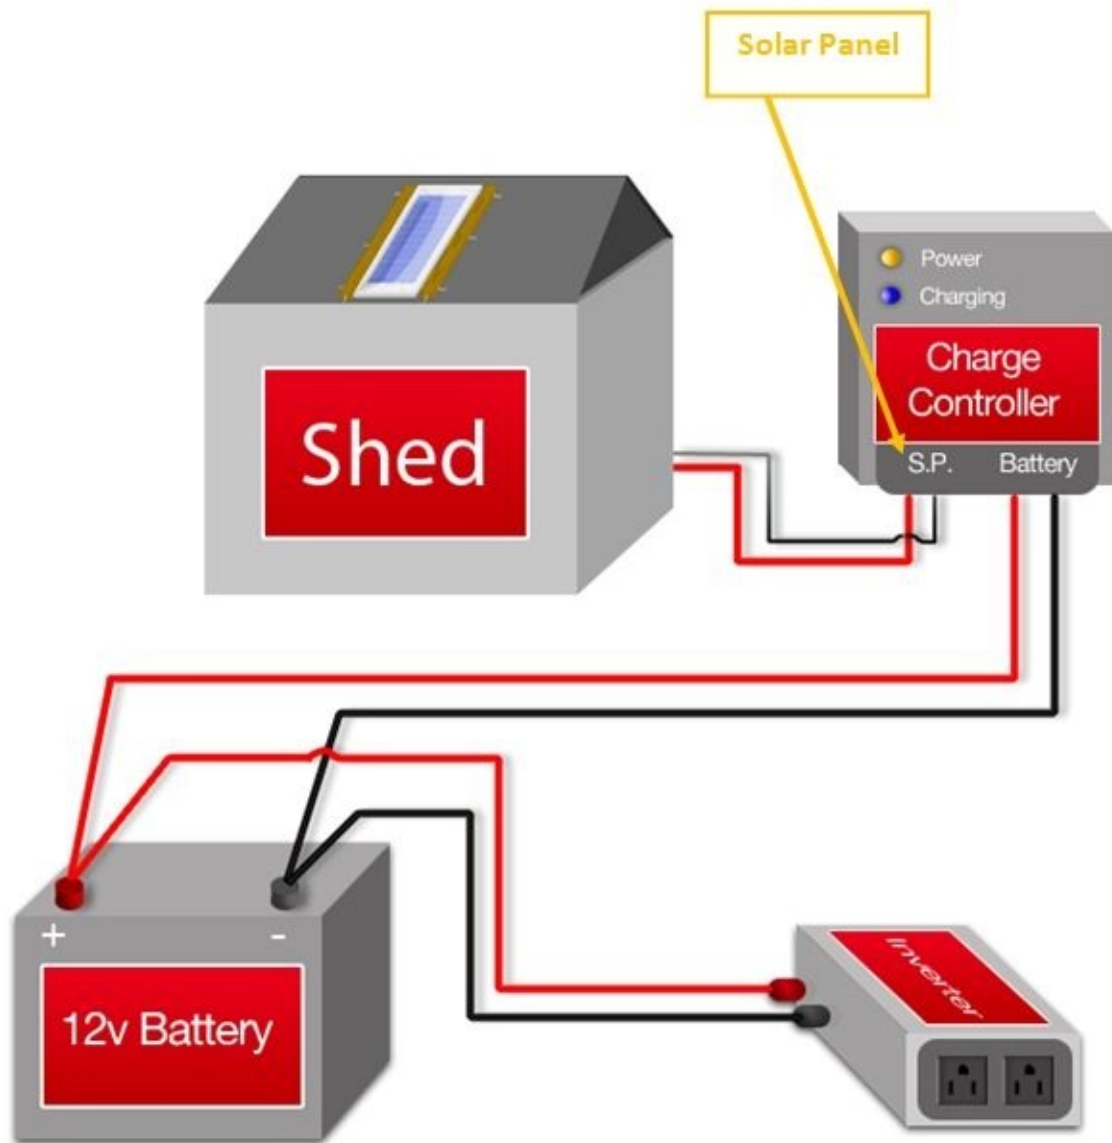 Solar Panel
Power
Charging
Charge
Controller
S.P. Battery
Shed
+ -
12v Battery
Inverter